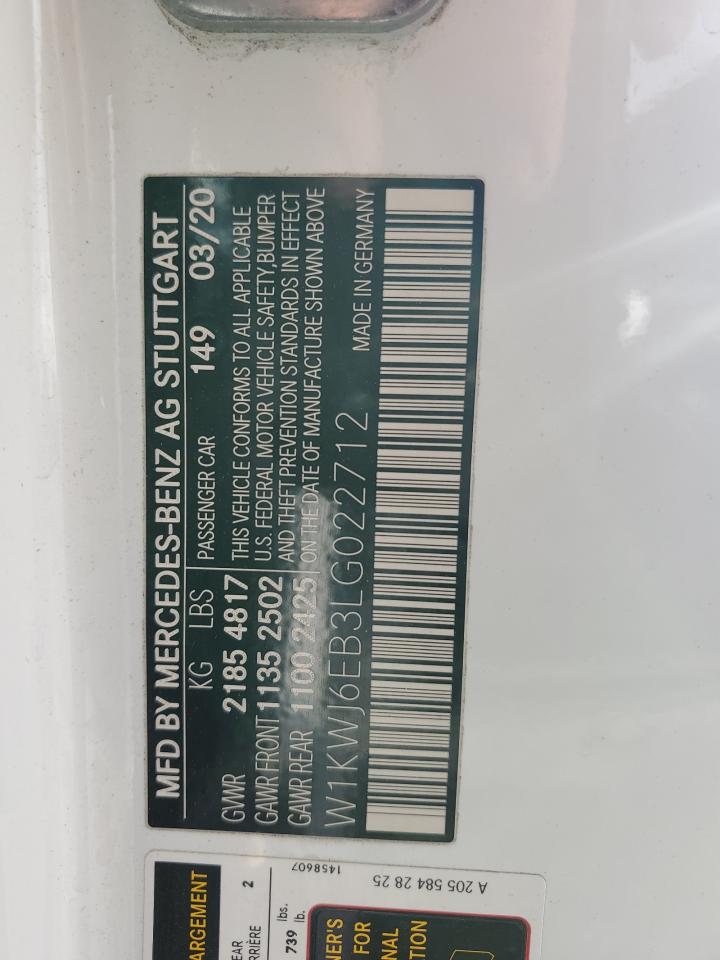 MFD BY MERCEDES-BENZ AG STUTTGART
KG LBS PASSENGER CAR 149 03/20
GVWR 2185 4817 THIS VEHICLE CONFORMS TO ALL APPLICABLE
GAWR FRONT 1135 2502 U.S. FEDERAL MOTOR VEHICLE SAFETY,BUMPER
GAWR REAR 1100 2425 AND THEFT PREVENTION STANDARDS IN EFFECT
ON THE DATE OF MANUFACTURE SHOWN ABOVE
W1KWJ6EB3LG022712 MADE IN GERMANY
ARGEMENT
EAR 2
RRIÈRE
739 lbs.
lb.
1458607
NER'S
FOR
NAL
TION
A 205 584 28 25